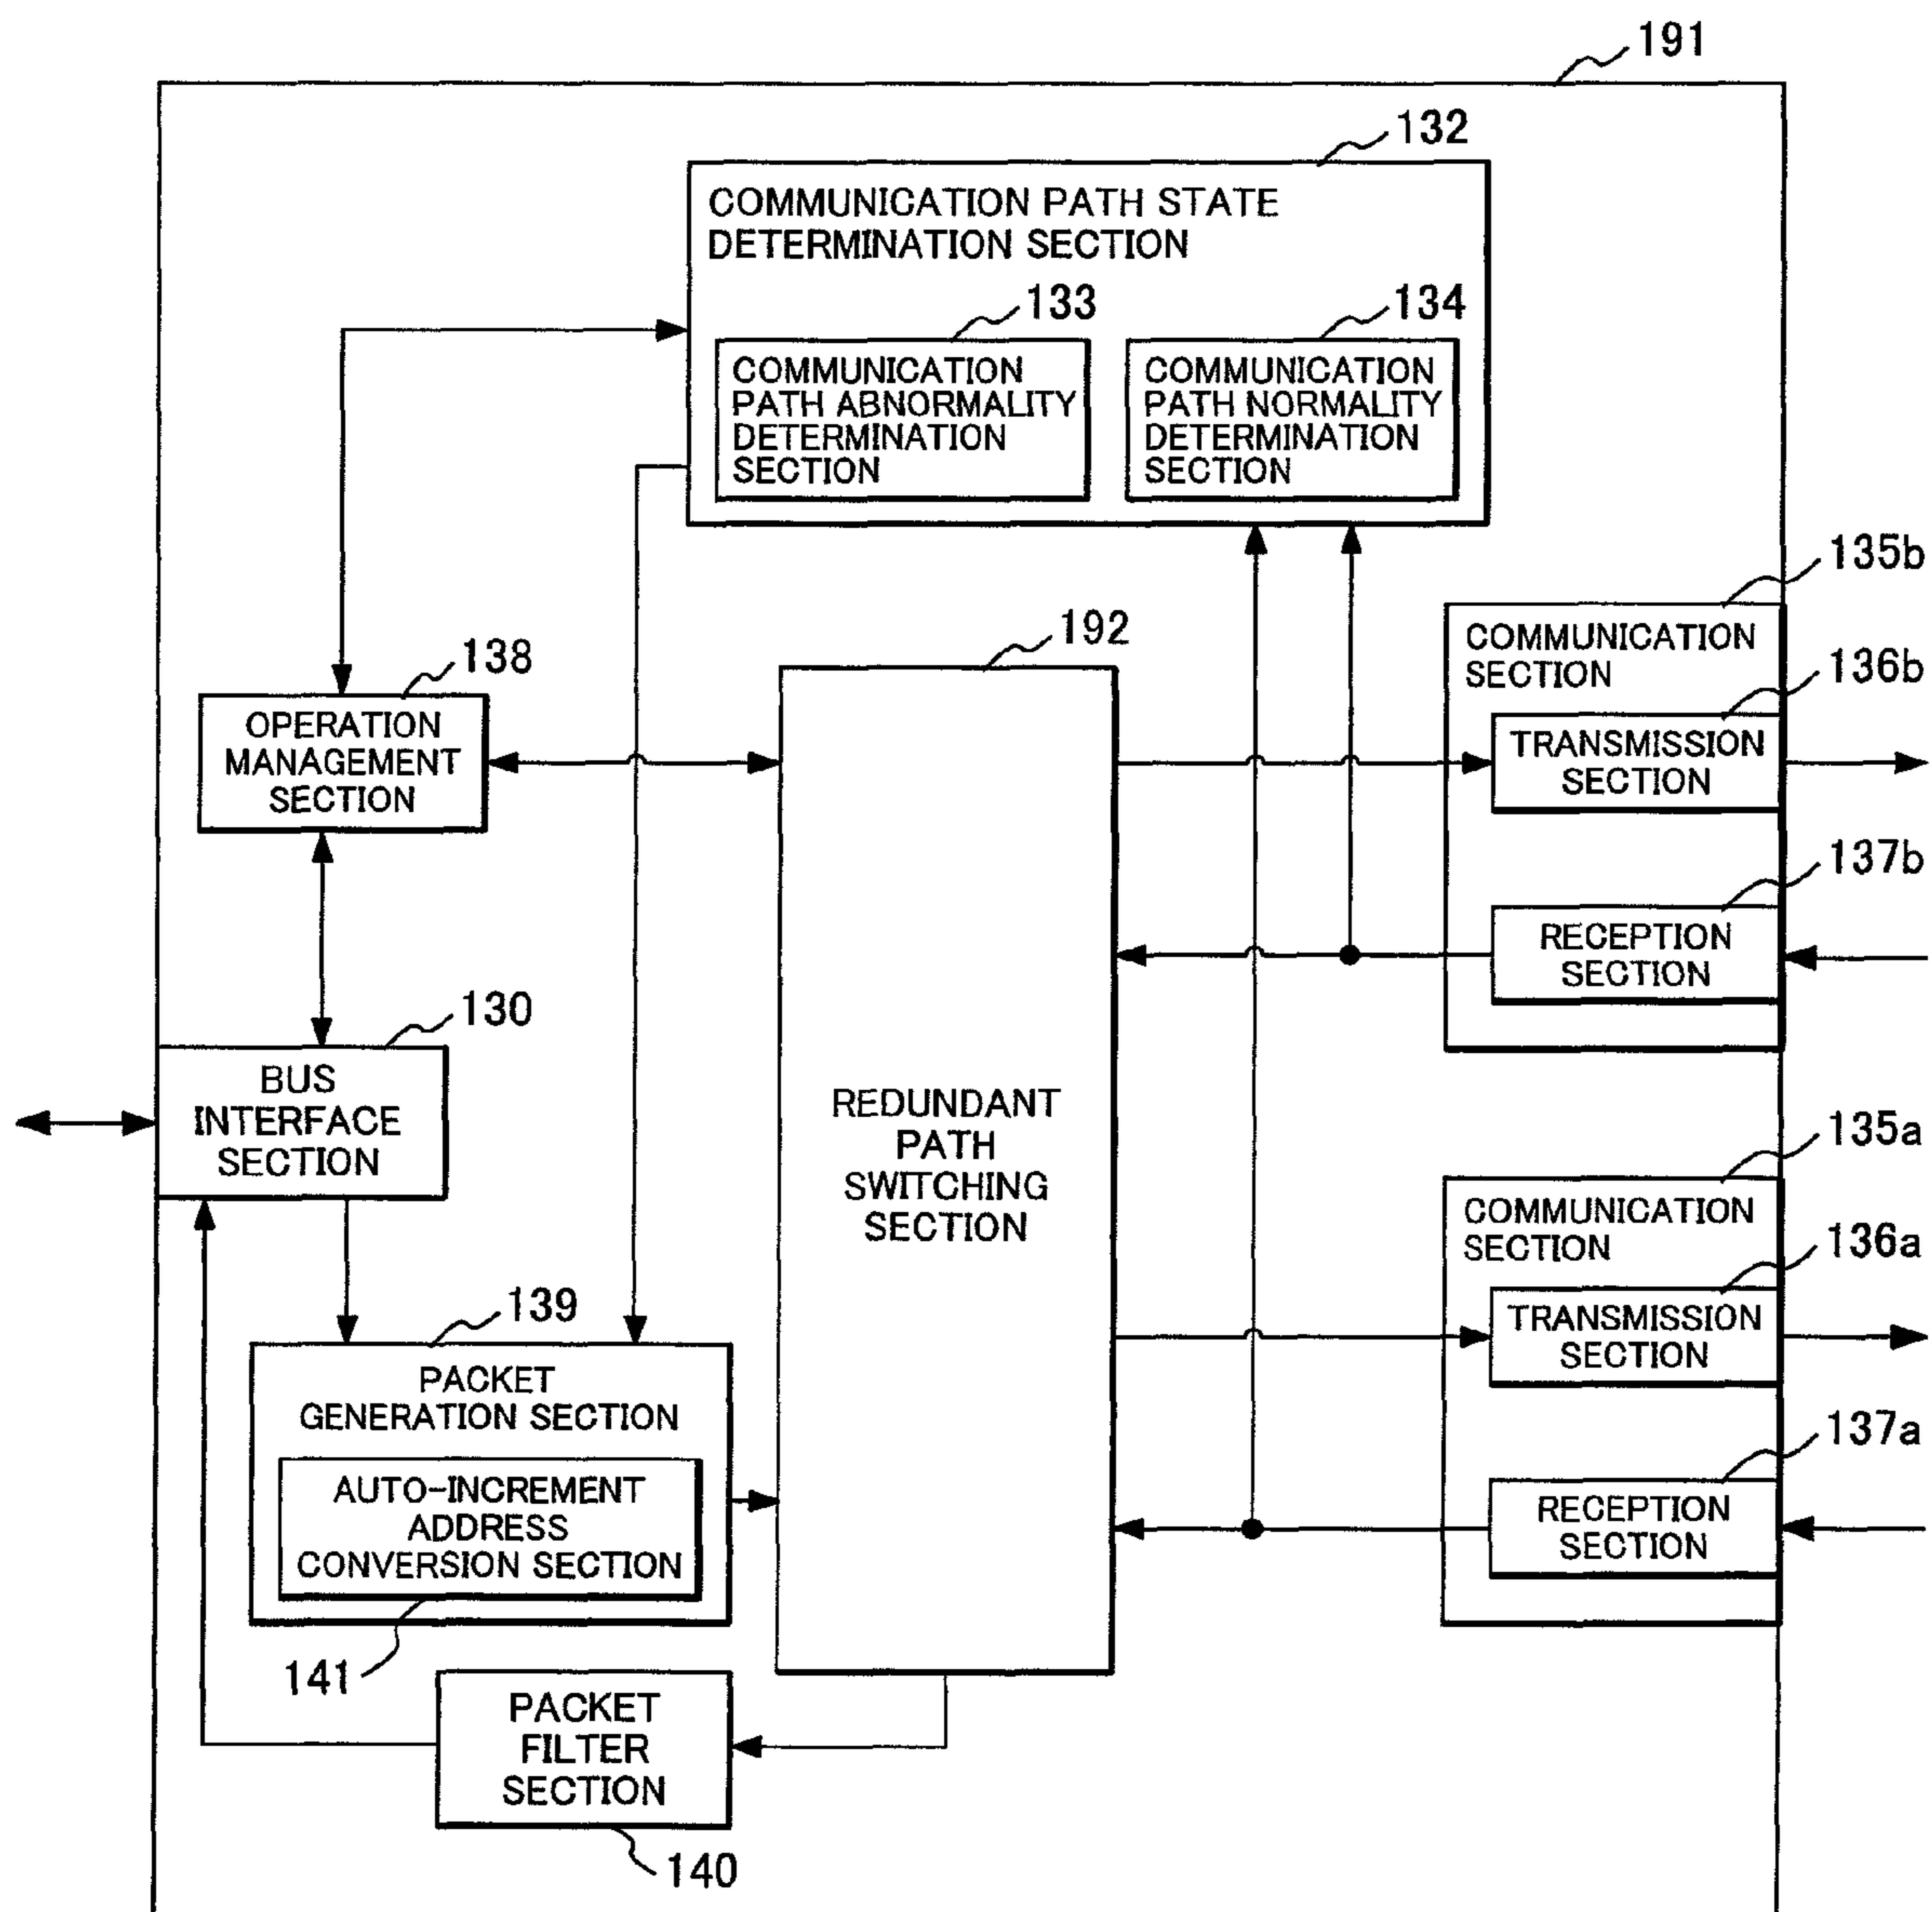 191
132
COMMUNICATION PATH STATE
DETERMINATION SECTION
133
COMMUNICATION
PATH ABNORMALITY
DETERMINATION
SECTION
134
COMMUNICATION
PATH NORMALITY
DETERMINATION
SECTION
135b
COMMUNICATION
SECTION
136b
TRANSMISSION
SECTION
137b
RECEPTION
SECTION
138
OPERATION
MANAGEMENT
SECTION
192
REDUNDANT
PATH
SWITCHING
SECTION
130
BUS
INTERFACE
SECTION
135a
COMMUNICATION
SECTION
136a
TRANSMISSION
SECTION
137a
RECEPTION
SECTION
139
PACKET
GENERATION SECTION
AUTO-INCREMENT
ADDRESS
CONVERSION SECTION
141
PACKET
FILTER
SECTION
140